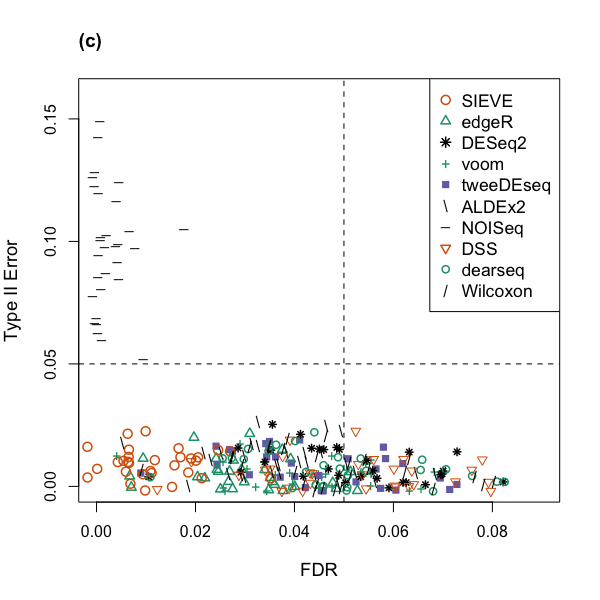 (c)
Type II Error
0.15
0.10
0.05
0.00
SIEVE
edgeR
DESeq2
voom
tweeDEseq
ALDEx2
NOISeq
DSS
dearseq
Wilcoxon
0.00 0.02 0.04 0.06 0.08
FDR